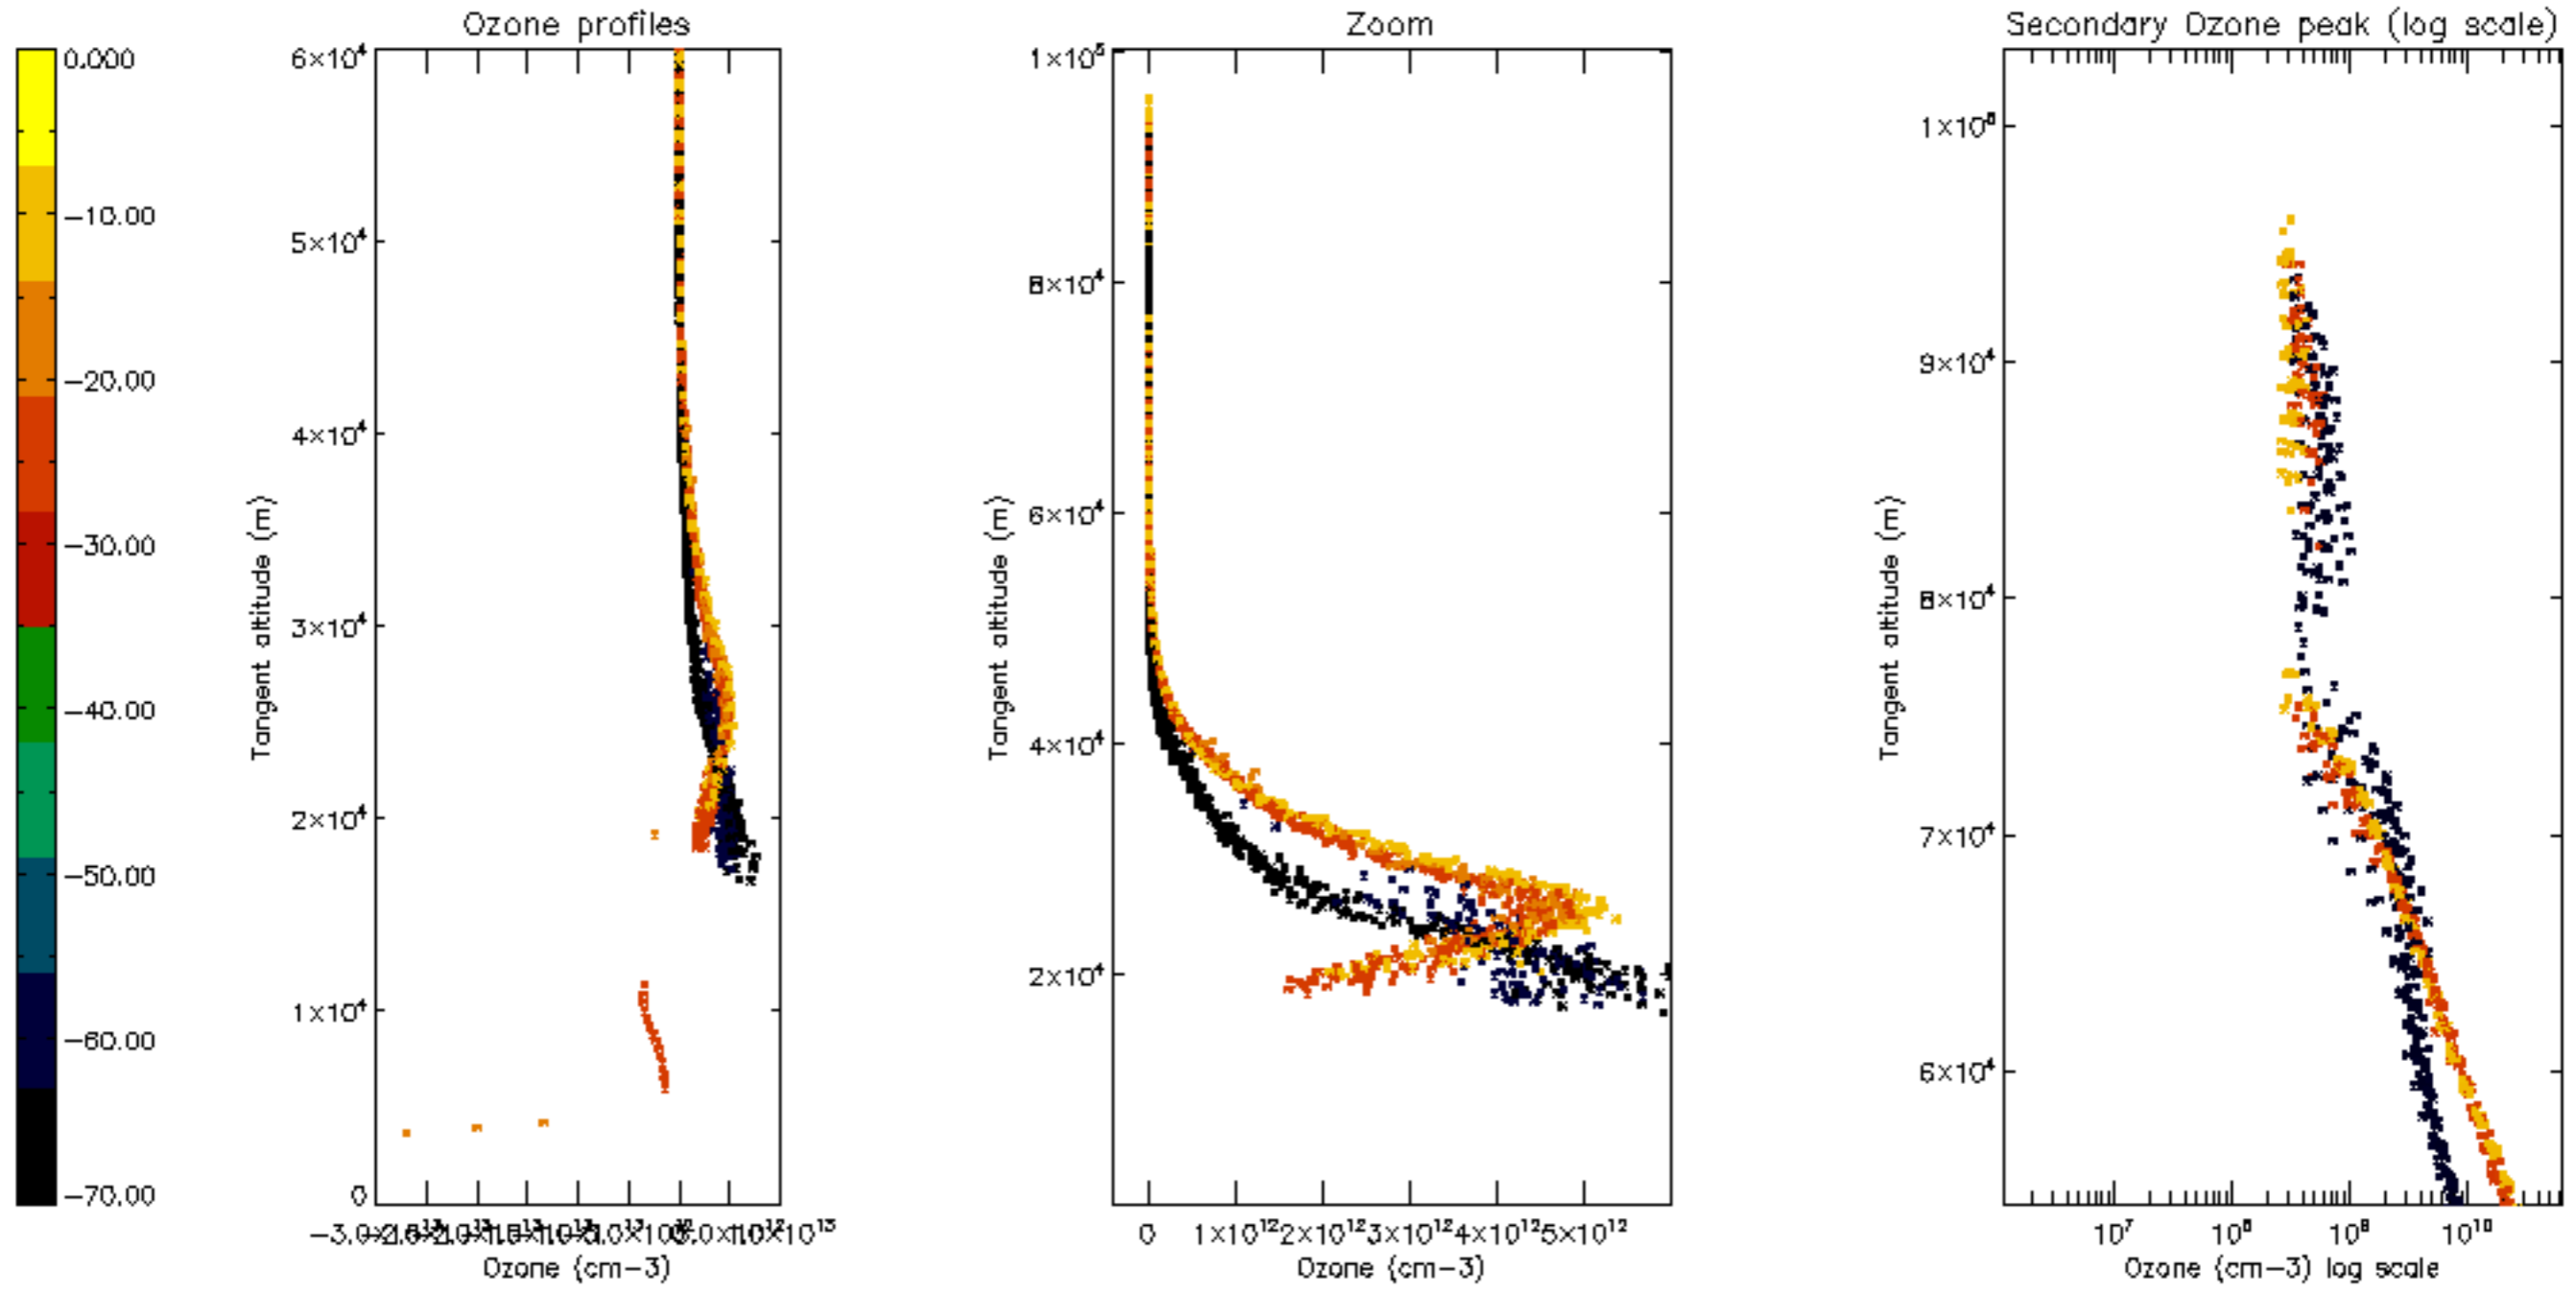 Ozone profiles
Zoom
Secondary Ozone peak (log scale)
0.000
−10.00
−20.00
−30.00
−40.00
−50.00
−60.00
−70.00
6×10⁴
5×10⁴
4×10⁴
3×10⁴
2×10⁴
1×10⁴
0
Tangent altitude (m)
Ozone (cm−3)
1×10⁵
8×10⁴
6×10⁴
4×10⁴
2×10⁴
Tangent altitude (m)
0 1×10¹² 2×10¹² 3×10¹² 4×10¹² 5×10¹²
Ozone (cm−3)
1×10⁵
9×10⁴
8×10⁴
7×10⁴
6×10⁴
Tangent altitude (m)
10⁷ 10⁸ 10⁹ 10¹⁰
Ozone (cm−3) log scale